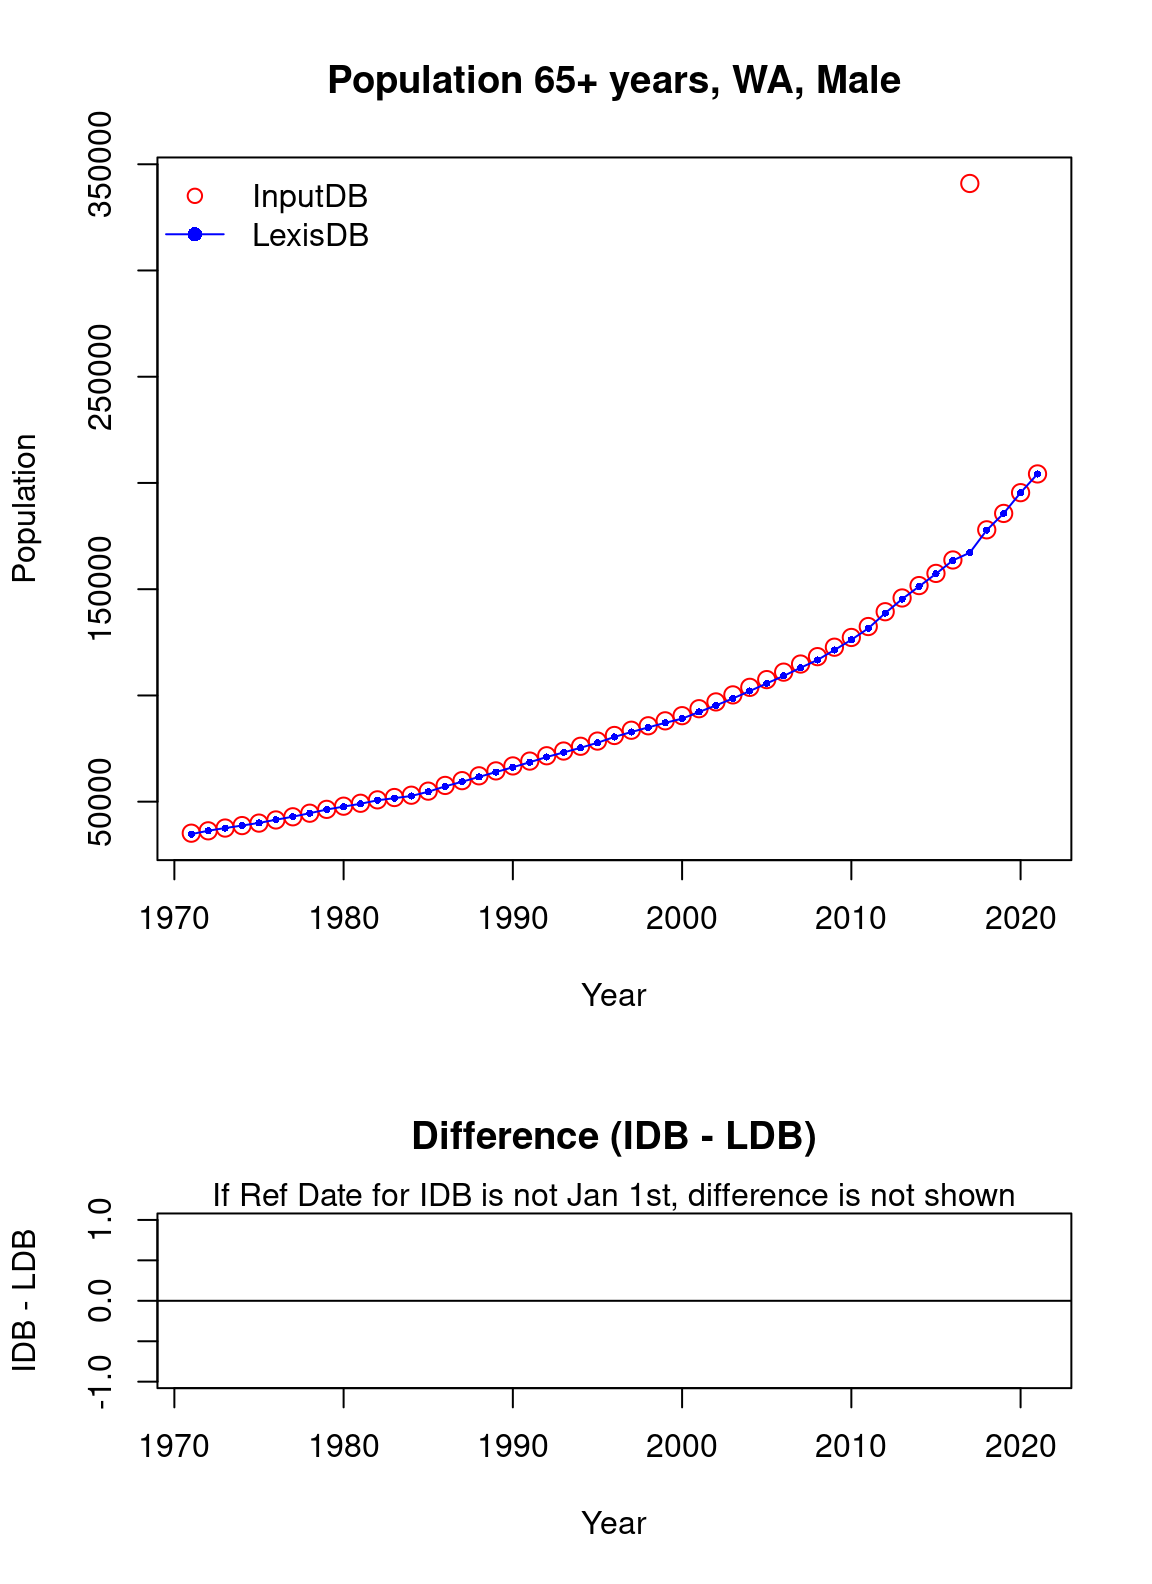 Population 65+ years, WA, Male
350000
250000
150000
50000
Population
InputDB
LexisDB
1970 1980 1990 2000 2010 2020
Year
Difference (IDB - LDB)
If Ref Date for IDB is not Jan 1st, difference is not shown
1.0
0.0
-1.0
IDB - LDB
1970 1980 1990 2000 2010 2020
Year